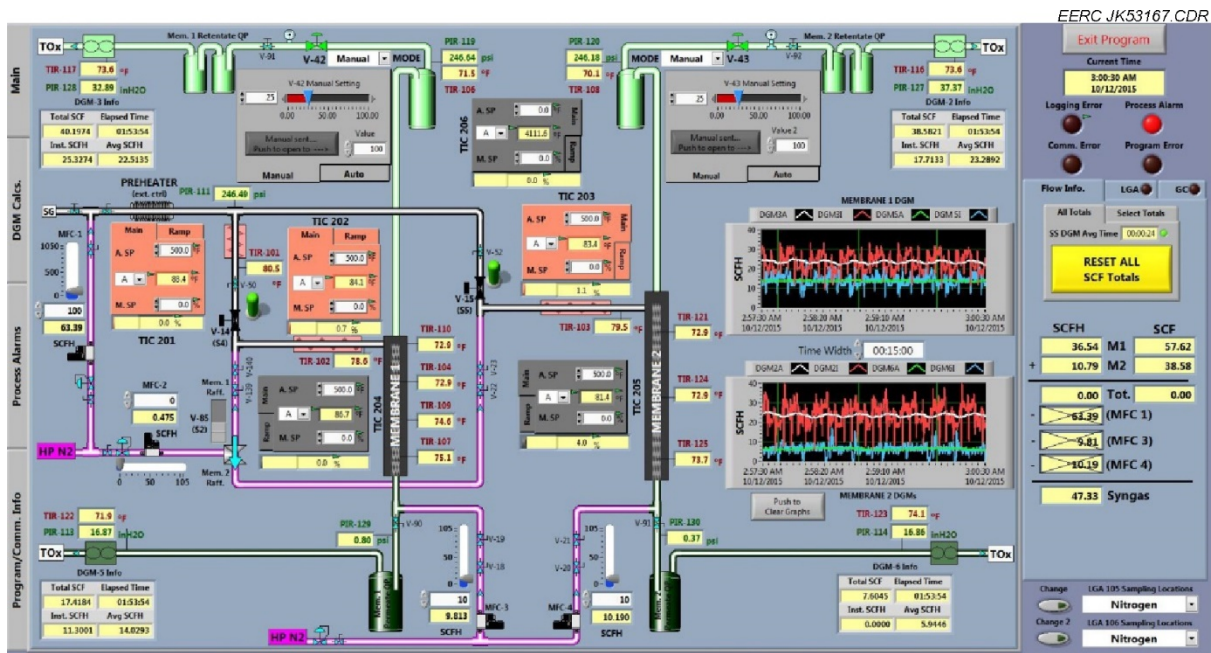 EERC JK53167.CDR
Main
DGM Calcs.
Process Alarms
Program/Comm. Info
TOx
Mem. 1 Retentate QP
V-91
V-42
Manual
MODE
PIR-119
246.64 psi
71.5 °F
TIR-106
PIR-120
246.18 psi
70.1 °F
TIR-108
MODE
Manual
V-43
V-92
Mem. 2 Retentate QP
TOx
TIR-117 73.6 °F
PIR-128 32.89 inH2O
DGM-3 Info
Total SCF Elapsed Time
40.1974 01:53:54
Inst. SCFH Avg SCFH
25.3274 22.5135
V-42 Manual Setting
25
0.00 50.00 100.00
Manual sent...
Push to open to ---->
Value
100
Manual Auto
TIC 206
A. SP 0.0 °F
A 4111.8 °F
M. SP 0.0 °F
Main
Ramp
0.0 %
V-43 Manual Setting
25
0.00 50.00 100.00
Manual sent...
Push to open to ---->
Value 2
100
Manual Auto
TIR-116 73.6 °F
PIR-127 37.37 inH2O
DGM-2 Info
Total SCF Elapsed Time
38.5821 01:53:54
Inst. SCFH Avg SCFH
17.7133 23.2892
PREHEATER
(ext. ctrl)
PIR-111 246.49 psi
SG
MFC-1
1050
500
0
100
63.39
SCFH
Main Ramp
A. SP 500.0 °F
A 88.4 °F
M. SP 0.0 °F
0.0 %
TIC 201
TIR-101
80.5 °F
V-50
V-14
(S4)
TIC 202
Main Ramp
A. SP 500.0 °F
A 84.1 °F
M. SP 0.0 °F
0.7 %
TIR-102 78.6 °F
TIC 203
A. SP 500.0 °F
A 83.4 °F
M. SP 0.0 °F
Main
Ramp
1.1 %
V-52
V-15
(S5)
TIR-103 79.5 °F
TIR-110
72.9 °F
TIR-104
72.9 °F
TIR-109
74.6 °F
TIR-107
75.1 °F
MEMBRANE 1
MEMBRANE 2
TIR-121
72.9 °F
TIR-124
72.9 °F
TIR-125
73.7 °F
MFC-2
0
0.475
SCFH
0 50 105
HP N2
Mem. 1
Raff.
V-85
(S2)
Mem. 2
Raff.
V-139 V-140
TIC 204
Main
Ramp
A. SP 500.0 °F
A 86.7 °F
M. SP 0.0 °F
0.0 %
V-22 V-23
TIC 205
Main
Ramp
A. SP 500.0 °F
A 81.4 °F
M. SP 0.0 °F
4.0 %
MEMBRANE 1 DGM
DGM3A DGM3I DGM5A DGM 5I
SCFH
40
30
20
10
0
2:57:30 AM 2:58:20 AM 2:59:10 AM 3:00:30 AM
10/12/2015 10/12/2015 10/12/2015 10/12/2015
Time Width 00:15:00
DGM2A DGM2I DGM6A DGM6I
SCFH
40
30
20
10
0
2:57:30 AM 2:58:20 AM 2:59:10 AM 3:00:30 AM
10/12/2015 10/12/2015 10/12/2015 10/12/2015
Push to
Clear Graphs
MEMBRANE 2 DGMs
TIR-122 71.9 °F
PIR-113 16.87 inH2O
TOx
DGM-5 Info
Total SCF Elapsed Time
17.4184 01:53:54
Inst. SCFH Avg SCFH
11.3001 14.0293
PIR-129
0.80 psi
V-90
HP N2
105
50
0
V-19
V-18
10
9.813
SCFH
MFC-3
V-21
V-20
MFC-4
105
50
0
10
10.190
SCFH
V-91
PIR-130
0.37 psi
TIR-123 74.1 °F
PIR-114 16.86 inH2O
TOx
DGM-6 Info
Total SCF Elapsed Time
7.6045 01:53:54
Inst. SCFH Avg SCFH
0.0000 5.9446
Exit Program
Current Time
3:00:30 AM
10/12/2015
Logging Error Process Alarm
Comm. Error Program Error
Flow Info. LGA GC
All Totals Select Totals
SS DGM Avg Time 00:00:24
RESET ALL
SCF Totals
SCFH SCF
36.54 M1 57.62
+ 10.79 M2 38.58
0.00 Tot. 0.00
- 63.39 (MFC 1)
- 9.81 (MFC 3)
- 10.19 (MFC 4)
47.33 Syngas
Change LGA 105 Sampling Locations
Nitrogen
Change 2 LGA 106 Sampling Locations
Nitrogen